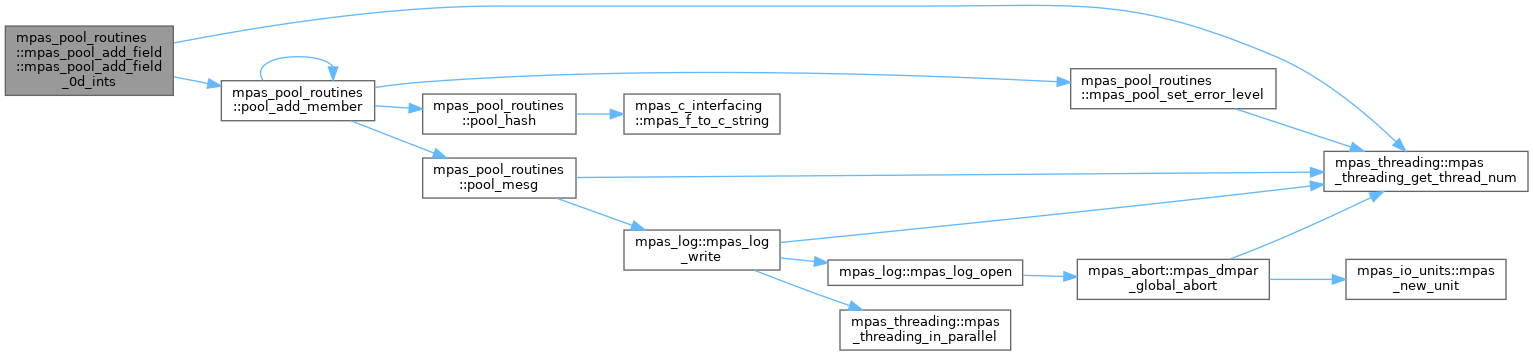 mpas_pool_routines
::mpas_pool_add_field
::mpas_pool_add_field
_0d_ints
mpas_pool_routines
::pool_add_member
mpas_pool_routines
::pool_hash
mpas_c_interfacing
::mpas_f_to_c_string
mpas_pool_routines
::mpas_pool_set_error_level
mpas_pool_routines
::pool_mesg
mpas_threading::mpas
_threading_get_thread_num
mpas_log::mpas_log
_write
mpas_log::mpas_log_open
mpas_abort::mpas_dmpar
_global_abort
mpas_io_units::mpas
_new_unit
mpas_threading::mpas
_threading_in_parallel